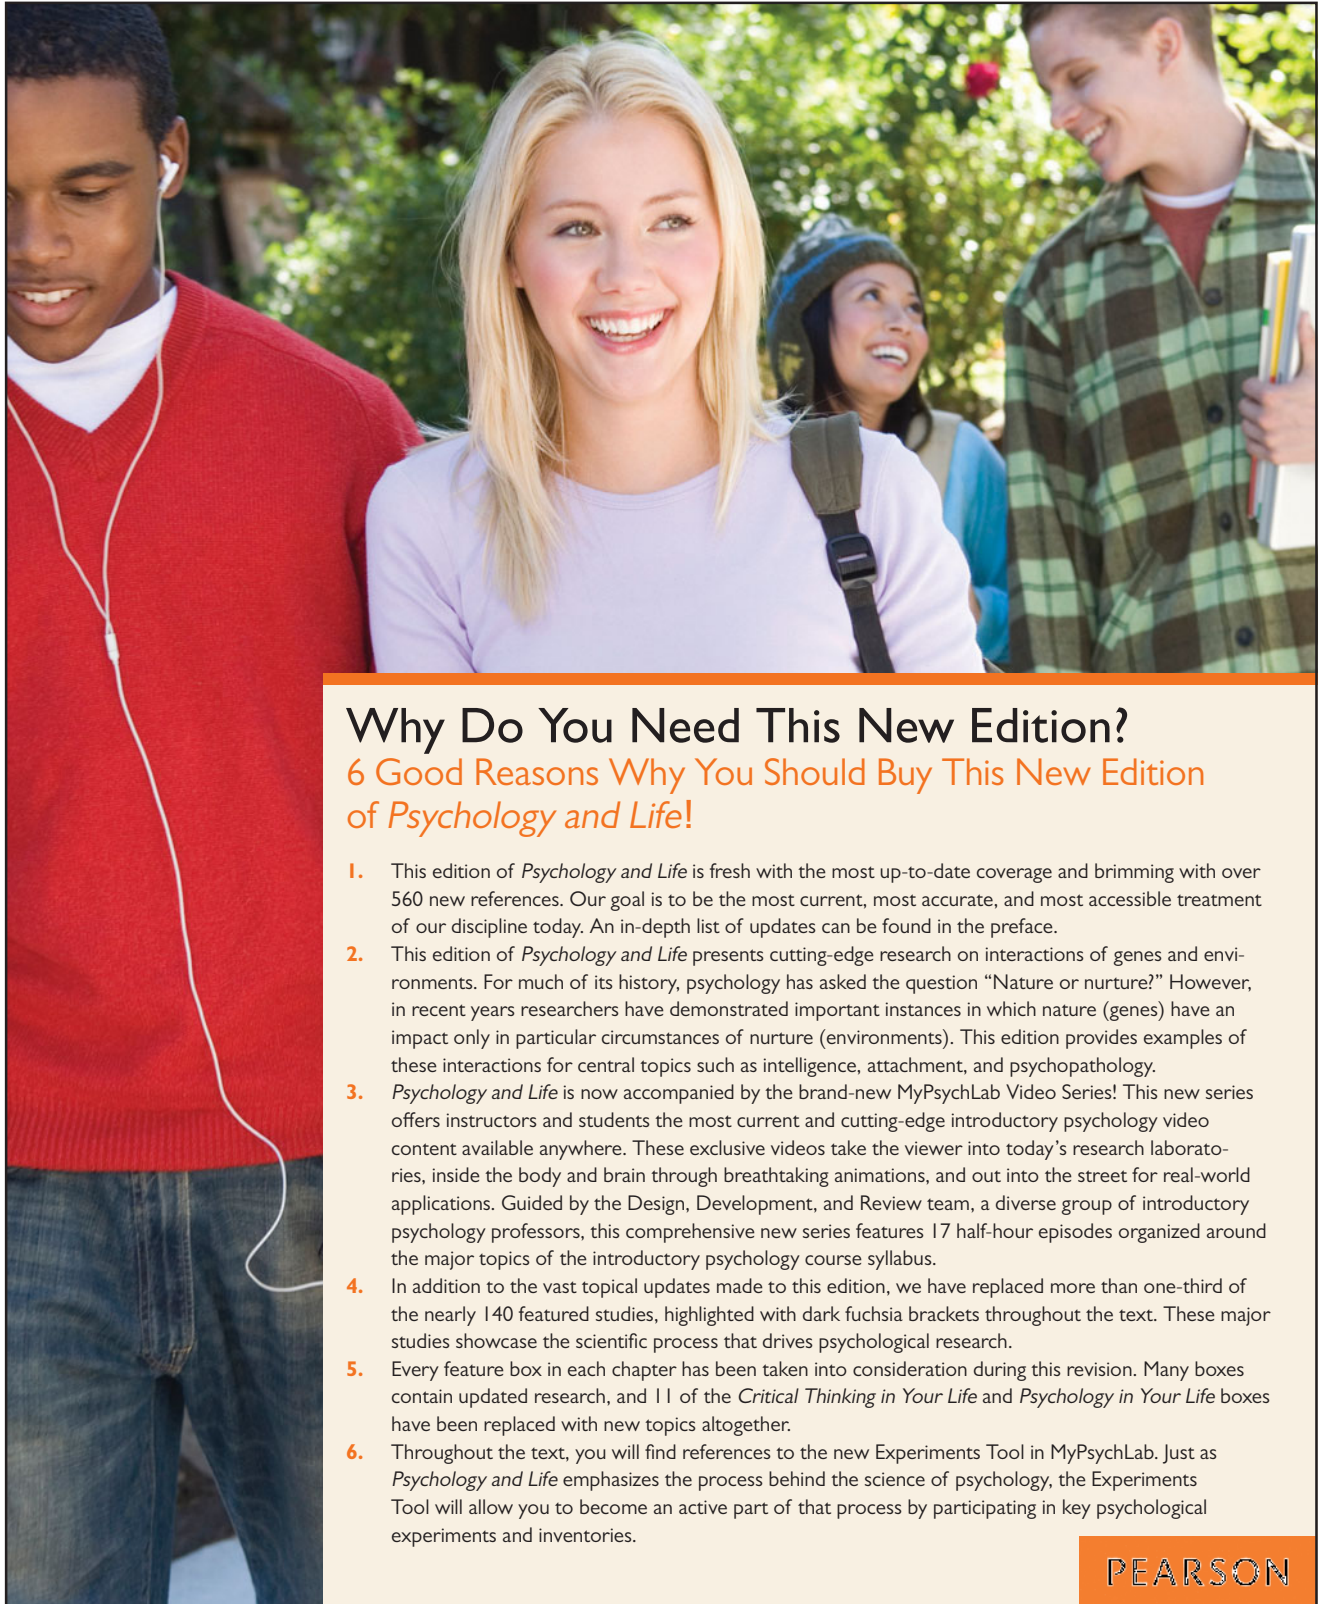 Why Do You Need This New Edition?
6 Good Reasons Why You Should Buy This New Edition
of Psychology and Life!
1. This edition of Psychology and Life is fresh with the most up-to-date coverage and brimming with over
560 new references. Our goal is to be the most current, most accurate, and most accessible treatment
of our discipline today. An in-depth list of updates can be found in the preface.
2. This edition of Psychology and Life presents cutting-edge research on interactions of genes and envi-
ronments. For much of its history, psychology has asked the question “Nature or nurture?” However,
in recent years researchers have demonstrated important instances in which nature (genes) have an
impact only in particular circumstances of nurture (environments). This edition provides examples of
these interactions for central topics such as intelligence, attachment, and psychopathology.
3. Psychology and Life is now accompanied by the brand-new MyPsychLab Video Series! This new series
offers instructors and students the most current and cutting-edge introductory psychology video
content available anywhere. These exclusive videos take the viewer into today’s research laborato-
ries, inside the body and brain through breathtaking animations, and out into the street for real-world
applications. Guided by the Design, Development, and Review team, a diverse group of introductory
psychology professors, this comprehensive new series features 17 half-hour episodes organized around
the major topics of the introductory psychology course syllabus.
4. In addition to the vast topical updates made to this edition, we have replaced more than one-third of
the nearly 140 featured studies, highlighted with dark fuchsia brackets throughout the text. These major
studies showcase the scientific process that drives psychological research.
5. Every feature box in each chapter has been taken into consideration during this revision. Many boxes
contain updated research, and 11 of the Critical Thinking in Your Life and Psychology in Your Life boxes
have been replaced with new topics altogether.
6. Throughout the text, you will find references to the new Experiments Tool in MyPsychLab. Just as
Psychology and Life emphasizes the process behind the science of psychology, the Experiments
Tool will allow you to become an active part of that process by participating in key psychological
experiments and inventories.
PEARSON